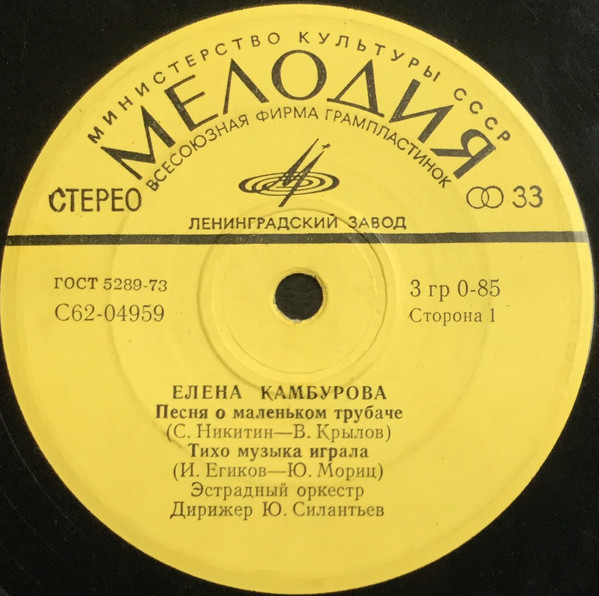 МИНИСТЕРСТВО КУЛЬТУРЫ СССР
МЕЛОДИЯ
ВСЕСОЮЗНАЯ ФИРМА ГРАМПЛАСТИНОК
СТЕРЕО
33
ЛЕНИНГРАДСКИЙ ЗАВОД
ГОСТ 5289-73
3 гр 0-85
С62-04959
Сторона 1
ЕЛЕНА КАМБУРОВА
Песня о маленьком трубаче
(С. Никитин—В. Крылов)
Тихо музыка играла
(И. Егиков—Ю. Мориц)
Эстрадный оркестр
Дирижер Ю. Силантьев